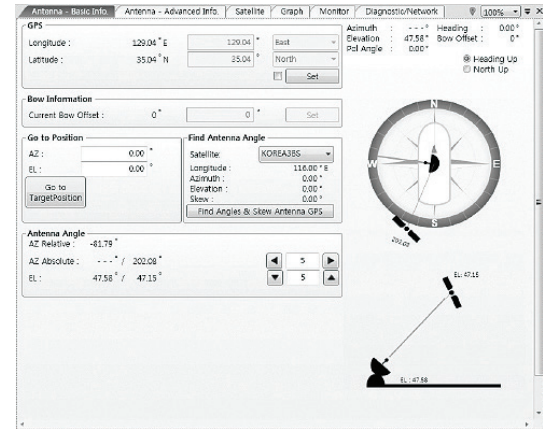 Antenna - Basic Info.
Antenna - Advanced Info.
Satellite
Graph
Monitor
Diagnostic/Network
100%
GPS
Longitude : 129.04 ° E 129.04 ° East
Latitude : 35.04 ° N 35.04 ° North
Set
Bow Information
Current Bow Offset : 0° 0 ° Set
Go to Position
AZ : 0.00 °
EL : 0.00 °
Go to
TargetPosition
Find Antenna Angle
Satellite: KOREA3BS
Longitude : 116.00 ° E
Azimuth : 0.00 °
Elevation : 0.00 °
Skew : 0.00 °
Find Angles & Skew Antenna GPS
Antenna Angle
AZ Relative : -81.79 °
AZ Absolute : ---° / 202.08 ° 5
EL : 47.58 ° / 47.15 ° 5
Azimuth : ---° Heading : 0.00°
Elevation : 47.58° Bow Offset : 0°
Pol Angle : 0.00°
Heading Up
North Up
N
W
E
S
202.08
EL: 47.15
EL : 47.58